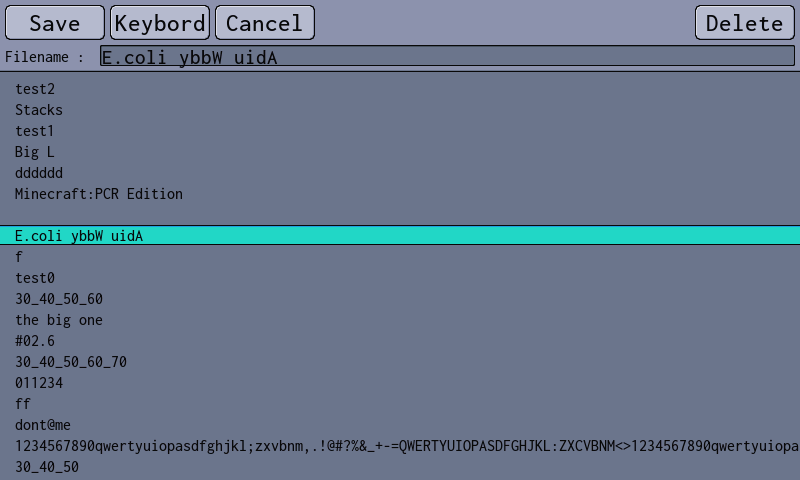 Save Keybord Cancel Delete
Filename : E.coli ybbW uidA
test2
Stacks
test1
Big L
dddddd
Minecraft:PCR Edition
E.coli ybbW uidA
f
test0
30_40_50_60
the big one
#02.6
30_40_50_60_70
011234
ff
dont@me
1234567890qwertyuiopasdfghjkl;zxvbnm,.!@#?%&_+-=QWERTYUIOPASDFGHJKL:ZXCVBNM<>1234567890qwertyuiopa
30_40_50